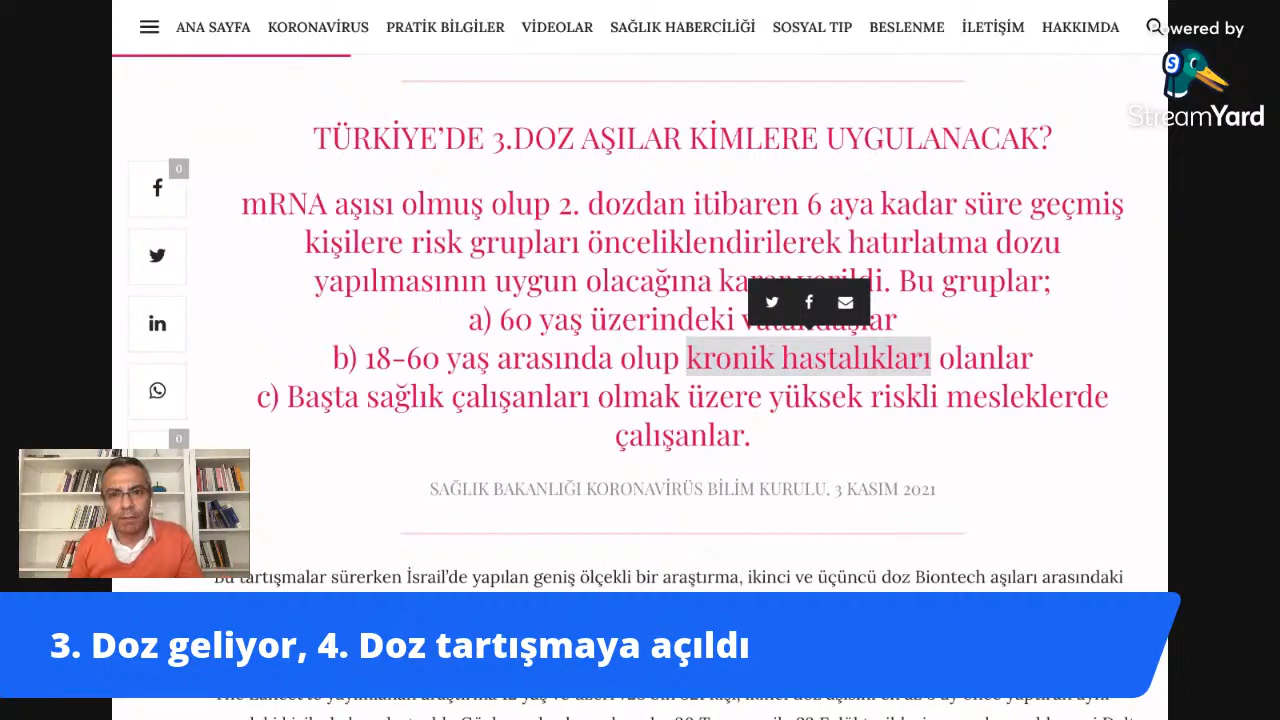 ANA SAYFA KORONAVİRUS PRATİK BİLGİLER VİDEOLAR SAĞLIK HABERCİLİĞİ SOSYAL TIP BESLENME İLETİŞİM HAKKIMDA
Powered by
StreamYard
TÜRKİYE’DE 3.DOZ AŞILAR KİMLERE UYGULANACAK?
0
mRNA aşısı olmuş olup 2. dozdan itibaren 6 aya kadar süre geçmiş
kişilere risk grupları önceliklendirilerek hatırlatma dozu
yapılmasının uygun olacağına karar verildi. Bu gruplar;
a) 60 yaş üzerindeki vatandaşlar
b) 18-60 yaş arasında olup kronik hastalıkları olanlar
c) Başta sağlık çalışanları olmak üzere yüksek riskli mesleklerde
çalışanlar.
0
SAĞLIK BAKANLIĞI KORONAVİRÜS BİLİM KURULU, 3 KASIM 2021
Bu tartışmalar sürerken İsrail’de yapılan geniş ölçekli bir araştırma, ikinci ve üçüncü doz Biontech aşıları arasındaki
3. Doz geliyor, 4. Doz tartışmaya açıldı